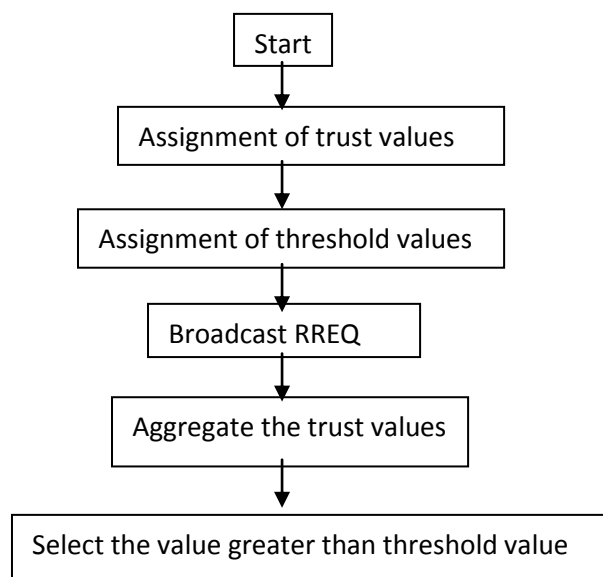 Start
Assignment of trust values
Assignment of threshold values
Broadcast RREQ
Aggregate the trust values
Select the value greater than threshold value